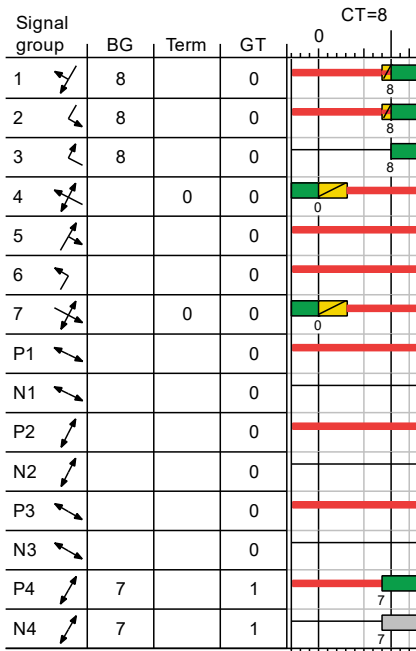 CT=8
Signal group BG Term GT 0
1 8 0 8
2 8 0 8
3 8 0 8
4 0 0 0
5 0
6 0
7 0 0 0
P1 0
N1 0
P2 0
N2 0
P3 0
N3 0
P4 7 1 7
N4 7 1 7